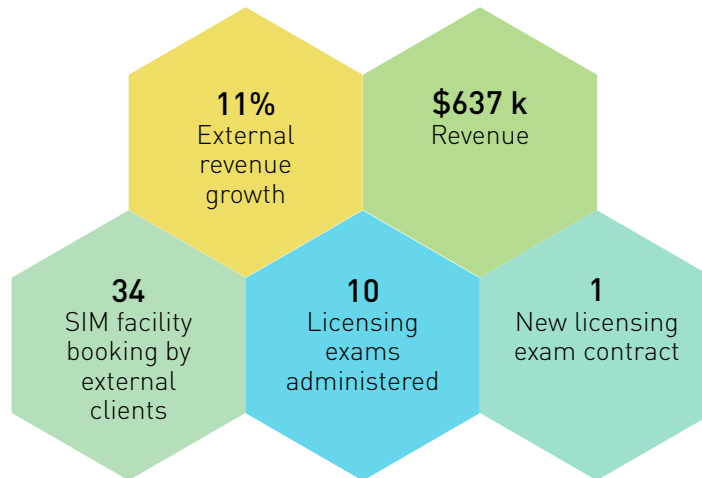 11%
External
revenue
growth
$637 k
Revenue
34
SIM facility
booking by
external
clients
10
Licensing
exams
administered
1
New licensing
exam contract